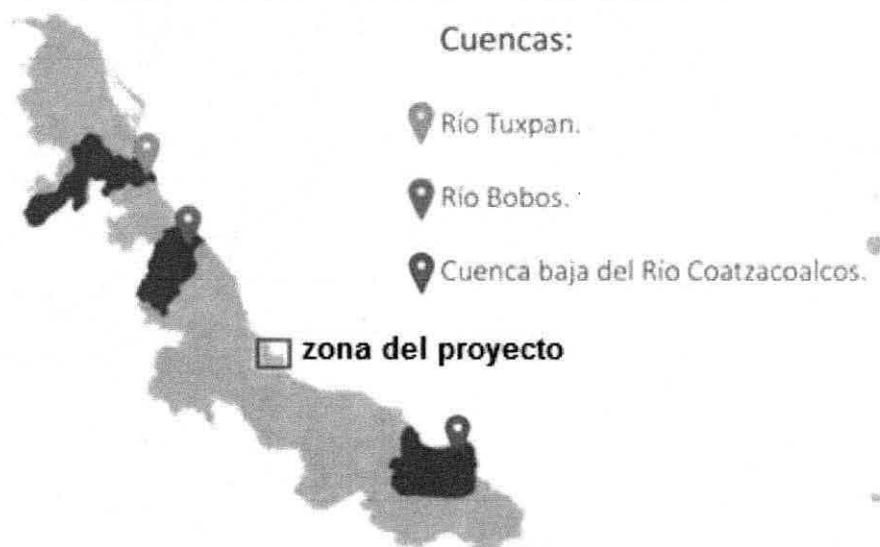 Cuencas:
Río Tuxpan.
Río Bobos.
Cuenca baja del Río Coatzacoalcos.
zona del proyecto